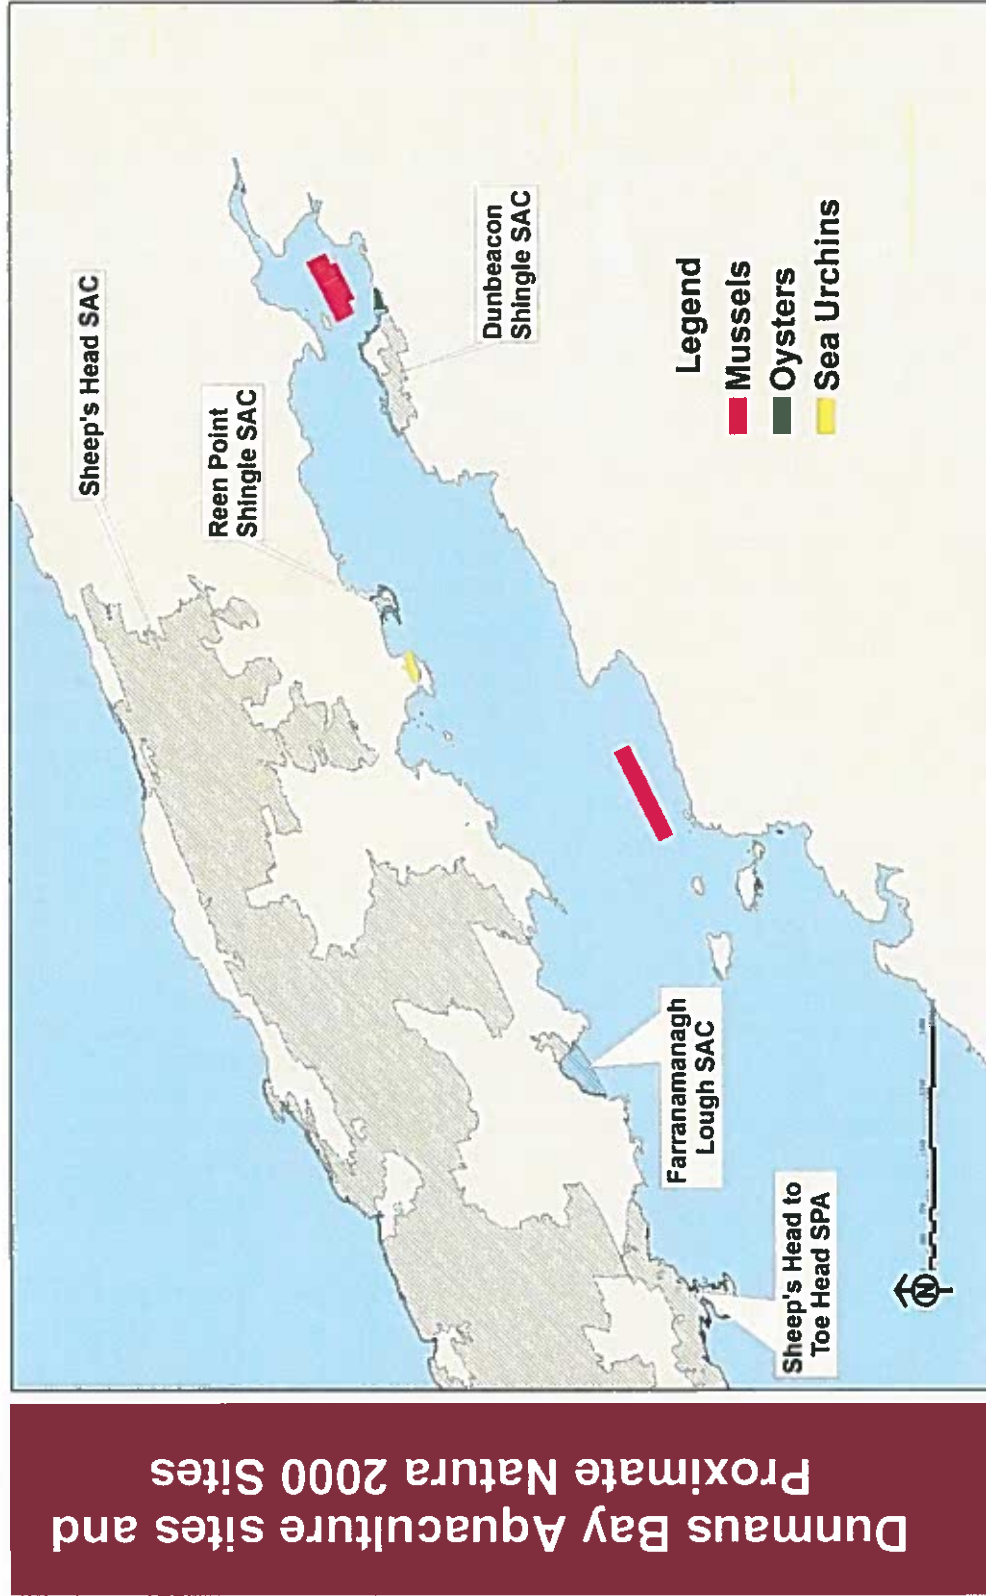 Dunmaus Bay Aquaculture sites and
Proximate Natura 2000 Sites
Sheep's Head SAC
Reen Point
Shingle SAC
Dunbeacon
Shingle SAC
Farranamanagh
Lough SAC
Sheep's Head to
Toe Head SPA
Legend
Mussels
Oysters
Sea Urchins
N